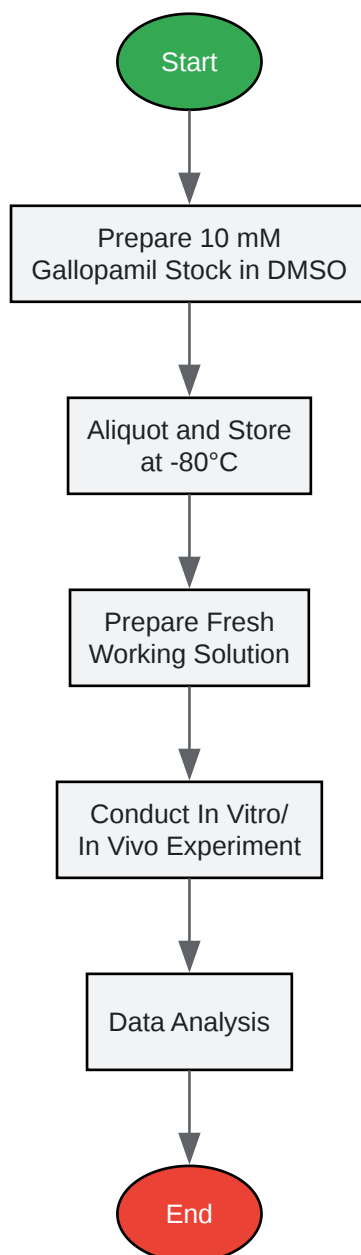 Start
Prepare 10 mM
Gallopamil Stock in DMSO
Aliquot and Store
at -80°C
Prepare Fresh
Working Solution
Conduct In Vitro/
In Vivo Experiment
Data Analysis
End